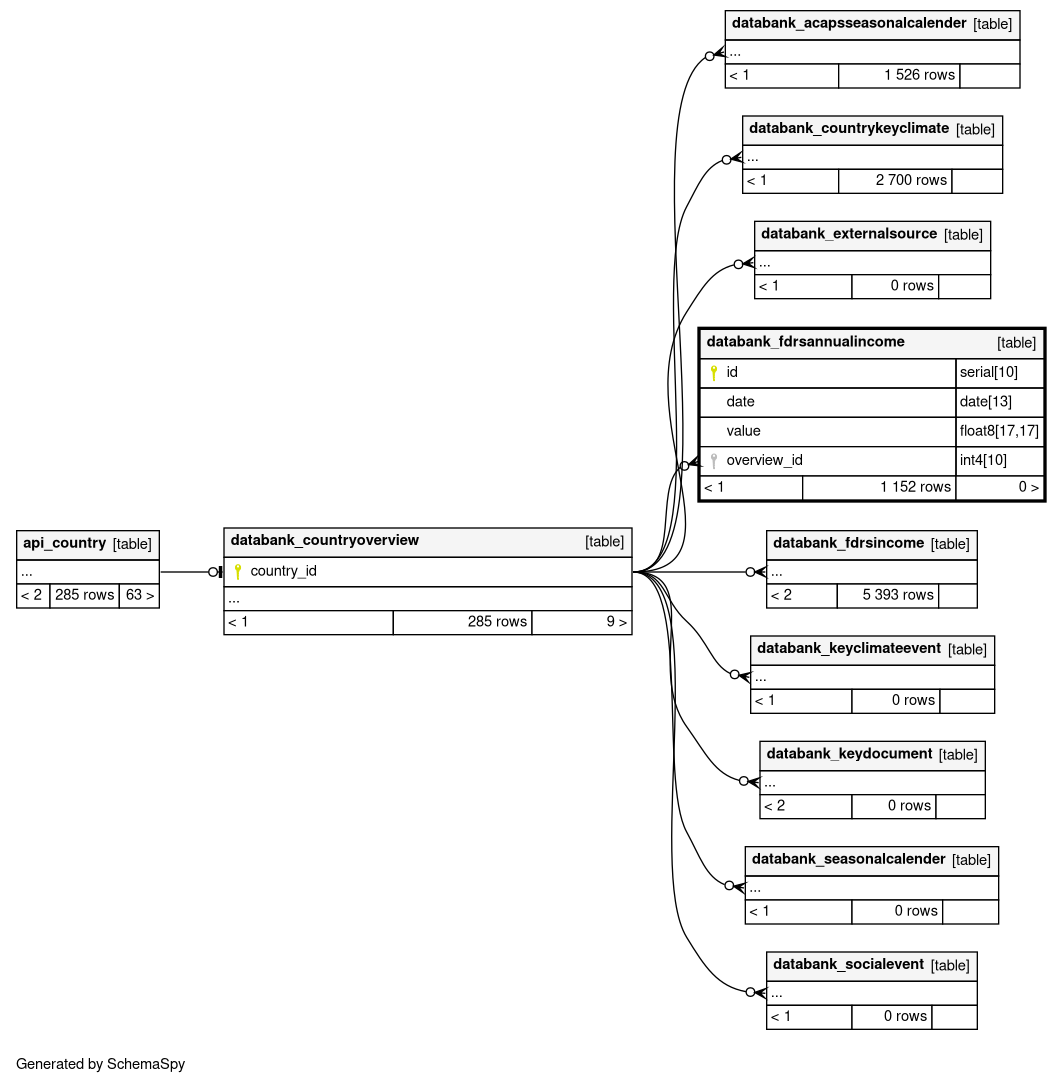 databank_acapsseasonalcalender [table]
...
< 1 1 526 rows
databank_countrykeyclimate [table]
...
< 1 2 700 rows
databank_externalsource [table]
...
< 1 0 rows
databank_fdrsannualincome [table]
id serial[10]
date date[13]
value float8[17,17]
overview_id int4[10]
< 1 1 152 rows 0 >
api_country [table]
...
< 2 285 rows 63 >
databank_countryoverview [table]
country_id
...
< 1 285 rows 9 >
databank_fdrsincome [table]
...
< 2 5 393 rows
databank_keyclimateevent [table]
...
< 1 0 rows
databank_keydocument [table]
...
< 2 0 rows
databank_seasonalcalender [table]
...
< 1 0 rows
databank_socialevent [table]
...
< 1 0 rows
Generated by SchemaSpy